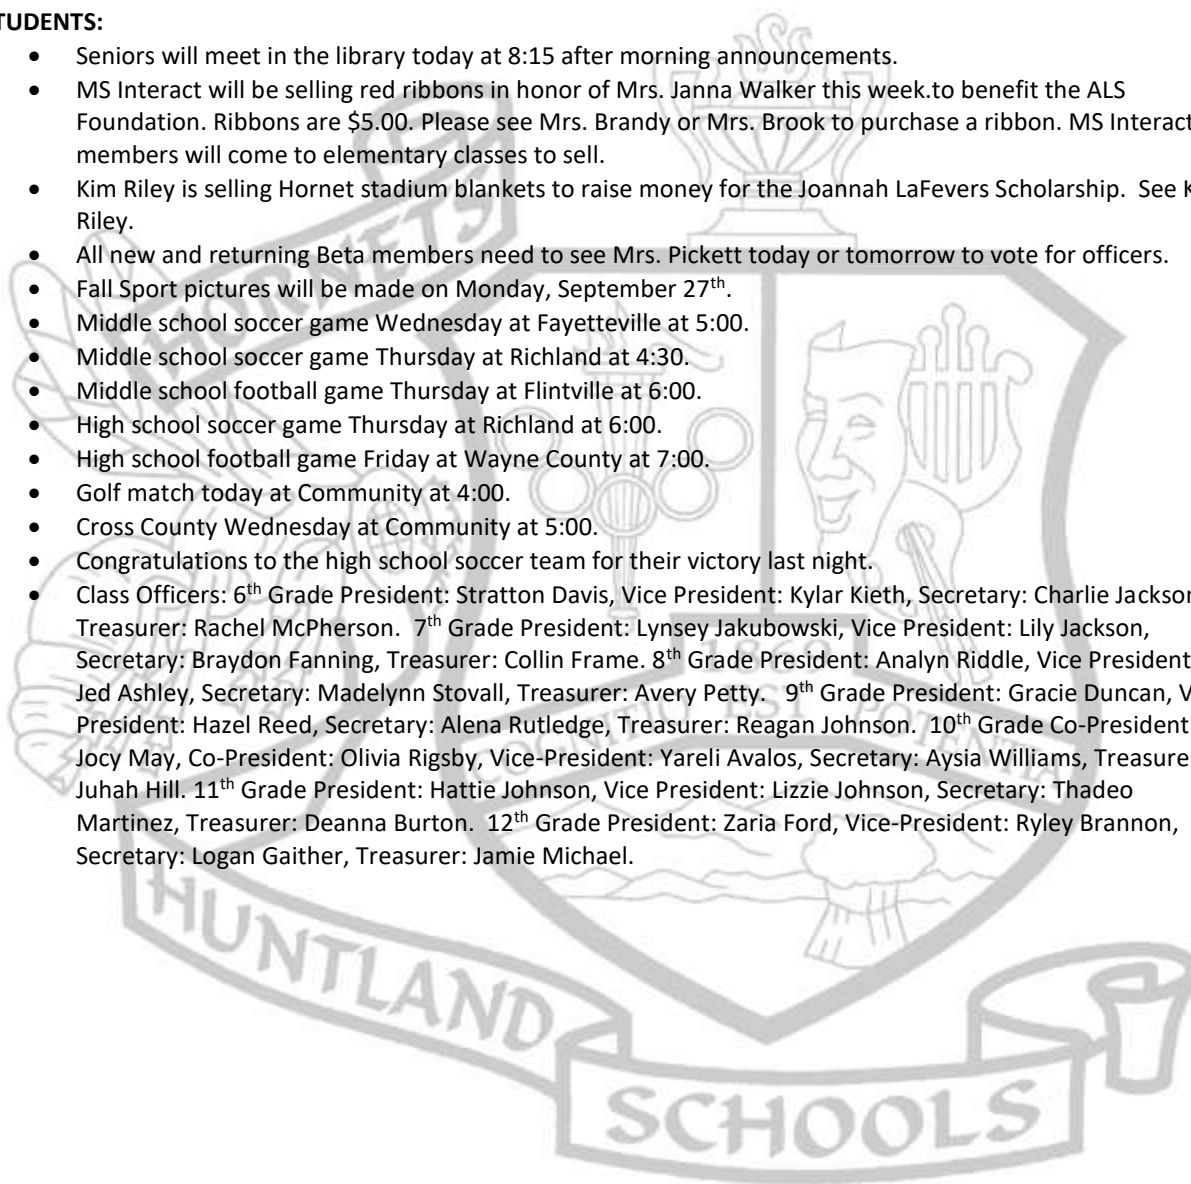 TUDENTS:
• Seniors will meet in the library today at 8:15 after morning announcements.
• MS Interact will be selling red ribbons in honor of Mrs. Janna Walker this week.to benefit the ALS
Foundation. Ribbons are $5.00. Please see Mrs. Brandy or Mrs. Brook to purchase a ribbon. MS Interact
members will come to elementary classes to sell.
• Kim Riley is selling Hornet stadium blankets to raise money for the Joannah LaFevers Scholarship. See K
Riley.
• All new and returning Beta members need to see Mrs. Pickett today or tomorrow to vote for officers.
• Fall Sport pictures will be made on Monday, September 27th.
• Middle school soccer game Wednesday at Fayetteville at 5:00.
• Middle school soccer game Thursday at Richland at 4:30.
• Middle school football game Thursday at Flintville at 6:00.
• High school soccer game Thursday at Richland at 6:00.
• High school football game Friday at Wayne County at 7:00.
• Golf match today at Community at 4:00.
• Cross County Wednesday at Community at 5:00.
• Congratulations to the high school soccer team for their victory last night.
• Class Officers: 6th Grade President: Stratton Davis, Vice President: Kylar Kieth, Secretary: Charlie Jackson
Treasurer: Rachel McPherson. 7th Grade President: Lynsey Jakubowski, Vice President: Lily Jackson,
Secretary: Braydon Fanning, Treasurer: Collin Frame. 8th Grade President: Analyn Riddle, Vice President
Jed Ashley, Secretary: Madelynn Stovall, Treasurer: Avery Petty. 9th Grade President: Gracie Duncan, V
President: Hazel Reed, Secretary: Alena Rutledge, Treasurer: Reagan Johnson. 10th Grade Co-President
Jocy May, Co-President: Olivia Rigsby, Vice-President: Yareli Avalos, Secretary: Aysia Williams, Treasure
Juhah Hill. 11th Grade President: Hattie Johnson, Vice President: Lizzie Johnson, Secretary: Thadeo
Martinez, Treasurer: Deanna Burton. 12th Grade President: Zaria Ford, Vice-President: Ryley Brannon,
Secretary: Logan Gaither, Treasurer: Jamie Michael.
HORNETS
COGNITIO EST POTENTIA
HUNTLAND
SCHOOLS